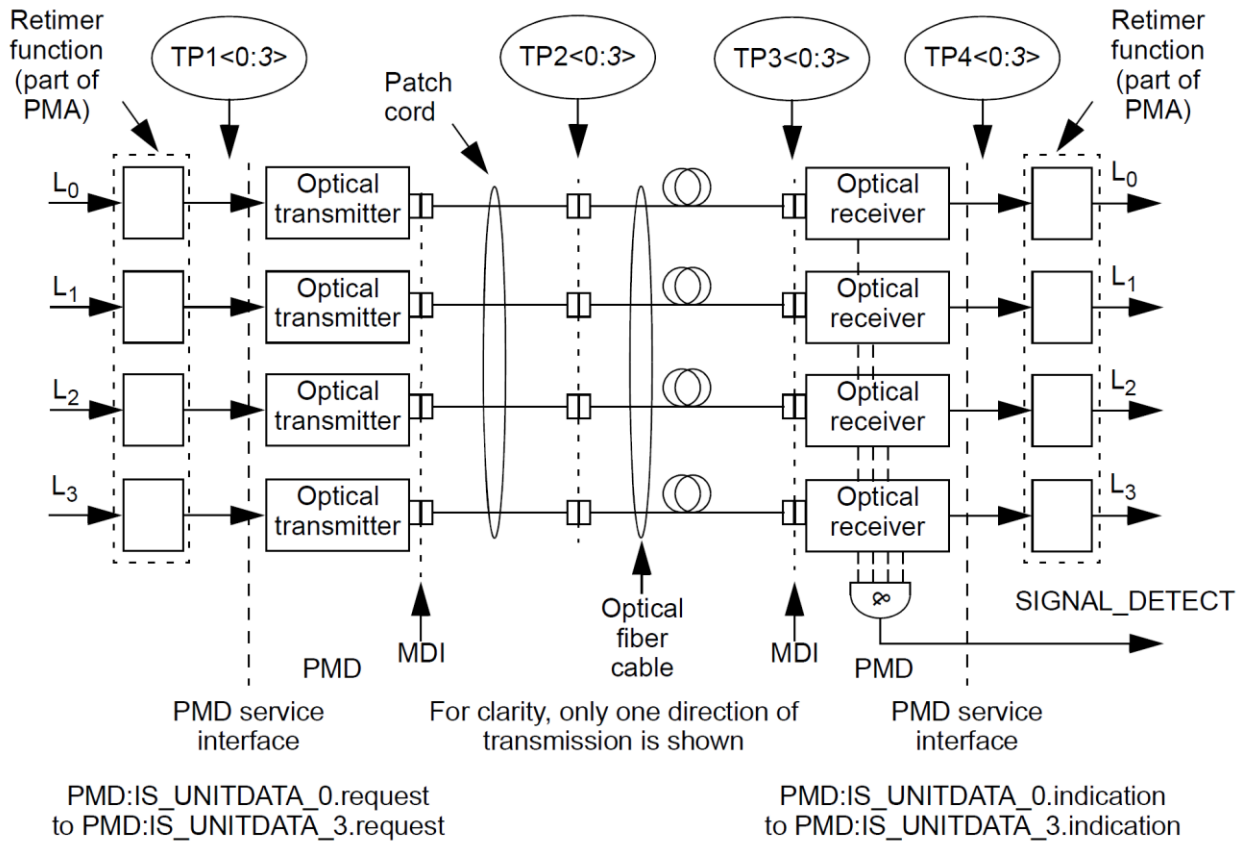 Retimer
function
(part of
PMA)
TP1<0:3>
TP2<0:3>
TP3<0:3>
TP4<0:3>
Retimer
function
(part of
PMA)
Patch
cord
L0
Optical
transmitter
Optical
receiver
L0
L1
Optical
transmitter
Optical
receiver
L1
L2
Optical
transmitter
Optical
receiver
L2
L3
Optical
transmitter
Optical
receiver
L3
&
SIGNAL_DETECT
MDI
Optical
fiber
cable
MDI
PMD
PMD
PMD service
interface
For clarity, only one direction of
transmission is shown
PMD service
interface
PMD:IS_UNITDATA_0.request
to PMD:IS_UNITDATA_3.request
PMD:IS_UNITDATA_0.indication
to PMD:IS_UNITDATA_3.indication